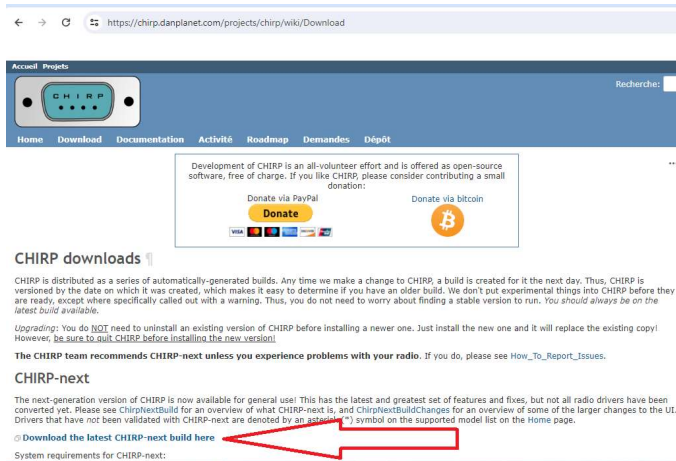 https://chirp.danplanet.com/projects/chirp/wiki/Download
Accueil Projets
Recherche:
CHIRP
Home Download Documentation Activité Roadmap Demandes Dépôt
Development of CHIRP is an all-volunteer effort and is offered as open-source
software, free of charge. If you like CHIRP, please consider contributing a small
donation:
Donate via PayPal Donate via bitcoin
Donate
VISA
CHIRP downloads ¶
CHIRP is distributed as a series of automatically-generated builds. Any time we make a change to CHIRP, a build is created for it the next day. Thus, CHIRP is
versioned by the date on which it was created, which makes it easy to determine if you have an older build. We don't put experimental things into CHIRP before they
are ready, except where specifically called out with a warning. Thus, you do not need to worry about finding a stable version to run. You should always be on the
latest build available.
Upgrading: You do NOT need to uninstall an existing version of CHIRP before installing a newer one. Just install the new one and it will replace the existing copy!
However, be sure to quit CHIRP before installing the new version!
The CHIRP team recommends CHIRP-next unless you experience problems with your radio. If you do, please see How_To_Report_Issues.
CHIRP-next
The next-generation version of CHIRP is now available for general use! This has the latest and greatest set of features and fixes, but not all radio drivers have been
converted yet. Please see ChirpNextBuild for an overview of what CHIRP-next is, and ChirpNextBuildChanges for an overview of some of the larger changes to the UI.
Drivers that have not been validated with CHIRP-next are denoted by an asterisk (*) symbol on the supported model list on the Home page.
Download the latest CHIRP-next build here
System requirements for CHIRP-next: